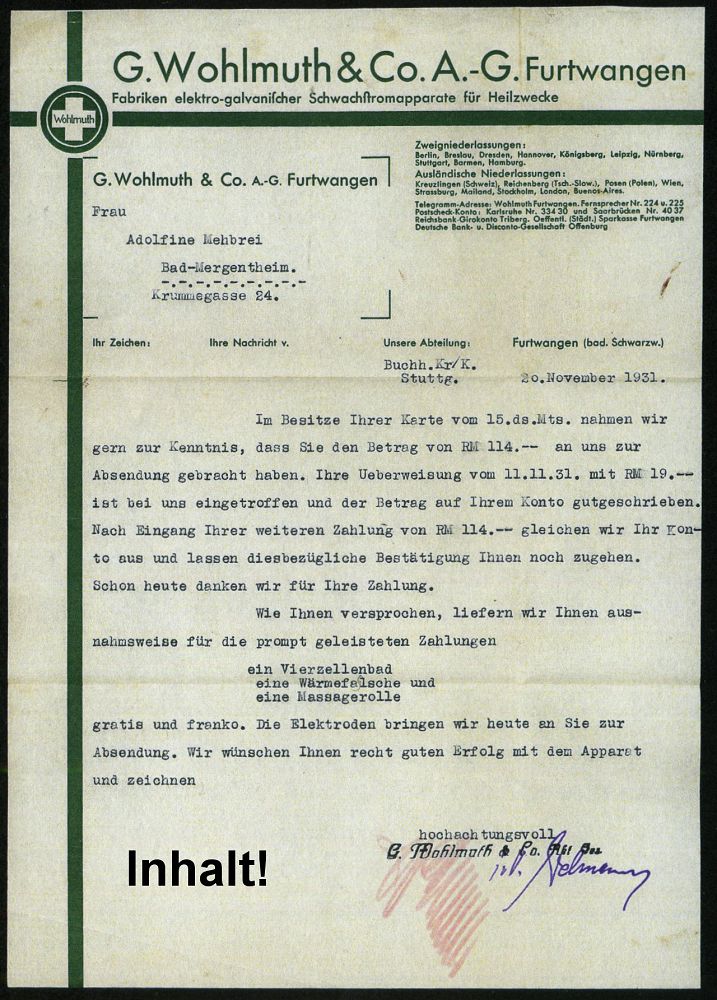 G. Wohlmuth & Co. A.-G. Furtwangen
Fabriken elektro-galvaniſcher Schwachſtromapparate für Heilzwecke
Wohlmuth
Zweigniederlassungen:
Berlin, Breslau, Dresden, Hannover, Königsberg, Leipzig, Nürnberg,
Stuttgart, Barmen, Hamburg.
Ausländische Niederlassungen:
Kreuzlingen (Schweiz), Reichenberg (Tsch.-Slow.), Posen (Polen), Wien,
Strassburg, Mailand, Stockholm, London, Buenos-Aires.
Telegramm-Adresse: Wohlmuth Furtwangen. Fernsprecher Nr. 224 u. 225
Postscheck-Konto: Karlsruhe Nr. 334 30 und Saarbrücken Nr. 40 37
Reichsbank-Girokonto Triberg. Oeffentl. (Städt.) Sparkasse Furtwangen
Deutsche Bank- u. Disconto-Gesellschaft Offenburg
G. Wohlmuth & Co. A.-G. Furtwangen
Frau
Adolfine Mehbrei
Bad-Mergentheim.
-.-.-.-.-.-.-.-.-
Krummegasse 24.
Ihr Zeichen: Ihre Nachricht v. Unsere Abteilung: Furtwangen (bad. Schwarzw.)
Buchh.Kr/K.
Stuttg. 20.November 1931.
Im Besitze Ihrer Karte vom 15.ds.Mts. nahmen wir
gern zur Kenntnis, dass Sie den Betrag von RM 114.-- an uns zur
Absendung gebracht haben. Ihre Ueberweisung vom 11.11.31. mit RM 19.--
ist bei uns eingetroffen und der Betrag auf Ihrem Konto gutgeschrieben.
Nach Eingang Ihrer weiteren Zahlung von RM 114.-- gleichen wir Ihr Kon-
to aus und lassen diesbezügliche Bestätigung Ihnen noch zugehen.
Schon heute danken wir für Ihre Zahlung.
Wie Ihnen versprochen, liefern wir Ihnen aus-
nahmsweise für die prompt geleisteten Zahlungen
ein Vierzellenbad
eine Wärmefalsche und
eine Massagerolle
gratis und franko. Die Elektroden bringen wir heute an Sie zur
Absendung. Wir wünschen Ihnen recht guten Erfolg mit dem Apparat
und zeichnen
hochachtungsvoll
G. Wohlmuth & Co. Akt Ges
Inhalt!